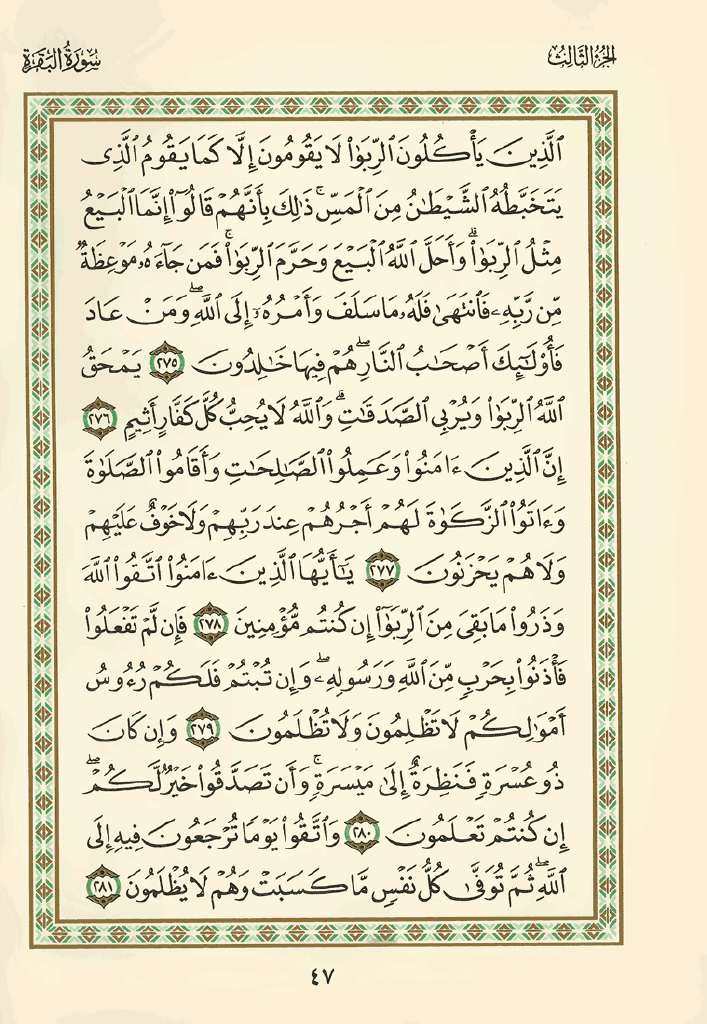 الجزء الثالث
سورة البقرة
ٱلَّذِينَ يَأۡكُلُونَ ٱلرِّبَوٰاْ لَا يَقُومُونَ إِلَّا كَمَا يَقُومُ ٱلَّذِى
يَتَخَبَّطُهُ ٱلشَّيۡطَٰنُ مِنَ ٱلۡمَسِّۚ ذَٰلِكَ بِأَنَّهُمۡ قَالُوٓاْ إِنَّمَا ٱلۡبَيۡعُ
مِثۡلُ ٱلرِّبَوٰاْۗ وَأَحَلَّ ٱللَّهُ ٱلۡبَيۡعَ وَحَرَّمَ ٱلرِّبَوٰاْۚ فَمَن جَآءَهُۥ مَوۡعِظَةٌ
مِّن رَّبِّهِۦ فَٱنتَهَىٰ فَلَهُۥ مَا سَلَفَ وَأَمۡرُهُۥٓ إِلَى ٱللَّهِۖ وَمَنۡ عَادَ
فَأُوْلَٰٓئِكَ أَصۡحَٰبُ ٱلنَّارِۖ هُمۡ فِيهَا خَٰلِدُونَ ٢٧٥ يَمۡحَقُ
ٱللَّهُ ٱلرِّبَوٰاْ وَيُرۡبِى ٱلصَّدَقَٰتِۗ وَٱللَّهُ لَا يُحِبُّ كُلَّ كَفَّارٍ أَثِيمٍ ٢٧٦
إِنَّ ٱلَّذِينَ ءَامَنُواْ وَعَمِلُواْ ٱلصَّٰلِحَٰتِ وَأَقَامُواْ ٱلصَّلَوٰةَ
وَءَاتَوُاْ ٱلزَّكَوٰةَ لَهُمۡ أَجۡرُهُمۡ عِندَ رَبِّهِمۡ وَلَا خَوۡفٌ عَلَيۡهِمۡ
وَلَا هُمۡ يَحۡزَنُونَ ٢٧٧ يَٰٓأَيُّهَا ٱلَّذِينَ ءَامَنُواْ ٱتَّقُواْ ٱللَّهَ
وَذَرُواْ مَا بَقِىَ مِنَ ٱلرِّبَوٰٓاْ إِن كُنتُم مُّؤۡمِنِينَ ٢٧٨ فَإِن لَّمۡ تَفۡعَلُواْ
فَأۡذَنُواْ بِحَرۡبٍ مِّنَ ٱللَّهِ وَرَسُولِهِۦۖ وَإِن تُبۡتُمۡ فَلَكُمۡ رُءُوسُ
أَمۡوَٰلِكُمۡ لَا تَظۡلِمُونَ وَلَا تُظۡلَمُونَ ٢٧٩ وَإِن كَانَ
ذُو عُسۡرَةٍ فَنَظِرَةٌ إِلَىٰ مَيۡسَرَةٍۚ وَأَن تَصَدَّقُواْ خَيۡرٌ لَّكُمۡۖ
إِن كُنتُمۡ تَعۡلَمُونَ ٢٨٠ وَٱتَّقُواْ يَوۡمًا تُرۡجَعُونَ فِيهِ إِلَى
ٱللَّهِۖ ثُمَّ تُوَفَّىٰ كُلُّ نَفۡسٍ مَّا كَسَبَتۡ وَهُمۡ لَا يُظۡلَمُونَ ٢٨١
٤٧